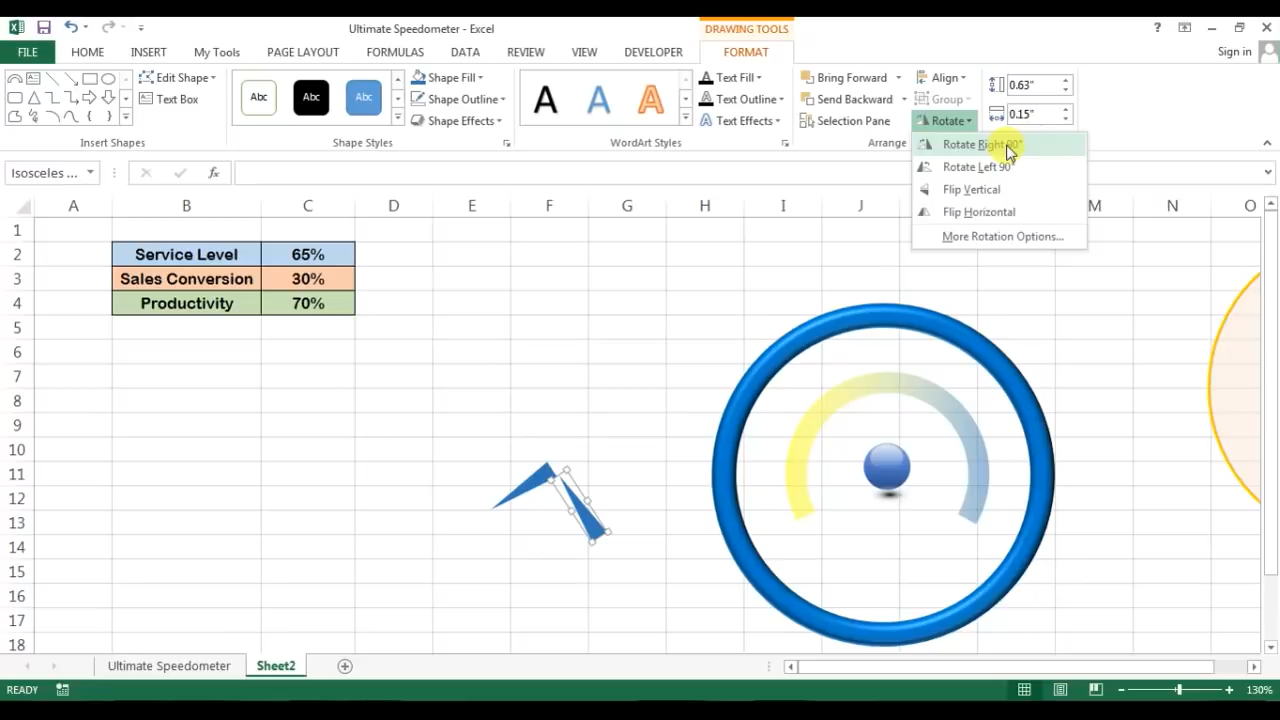 Ultimate Speedometer - Excel
DRAWING TOOLS
?
FILE
HOME
INSERT
My Tools
PAGE LAYOUT
FORMULAS
DATA
REVIEW
VIEW
DEVELOPER
FORMAT
Sign in
Edit Shape
Text Box
Insert Shapes
Abc
Abc
Abc
Shape Fill
Shape Outline
Shape Effects
Shape Styles
A
A
A
Text Fill
Text Outline
Text Effects
WordArt Styles
Bring Forward
Send Backward
Selection Pane
Arrange
Align
Group
Rotate
0.63"
0.15"
Rotate Right 90°
Rotate Left 90°
Flip Vertical
Flip Horizontal
More Rotation Options...
Isosceles ...
fx
A B C D E F G H I J M N O
1
2 Service Level 65%
3 Sales Conversion 30%
4 Productivity 70%
5
6
7
8
9
10
11
12
13
14
15
16
17
18
Ultimate Speedometer
Sheet2
READY
130%